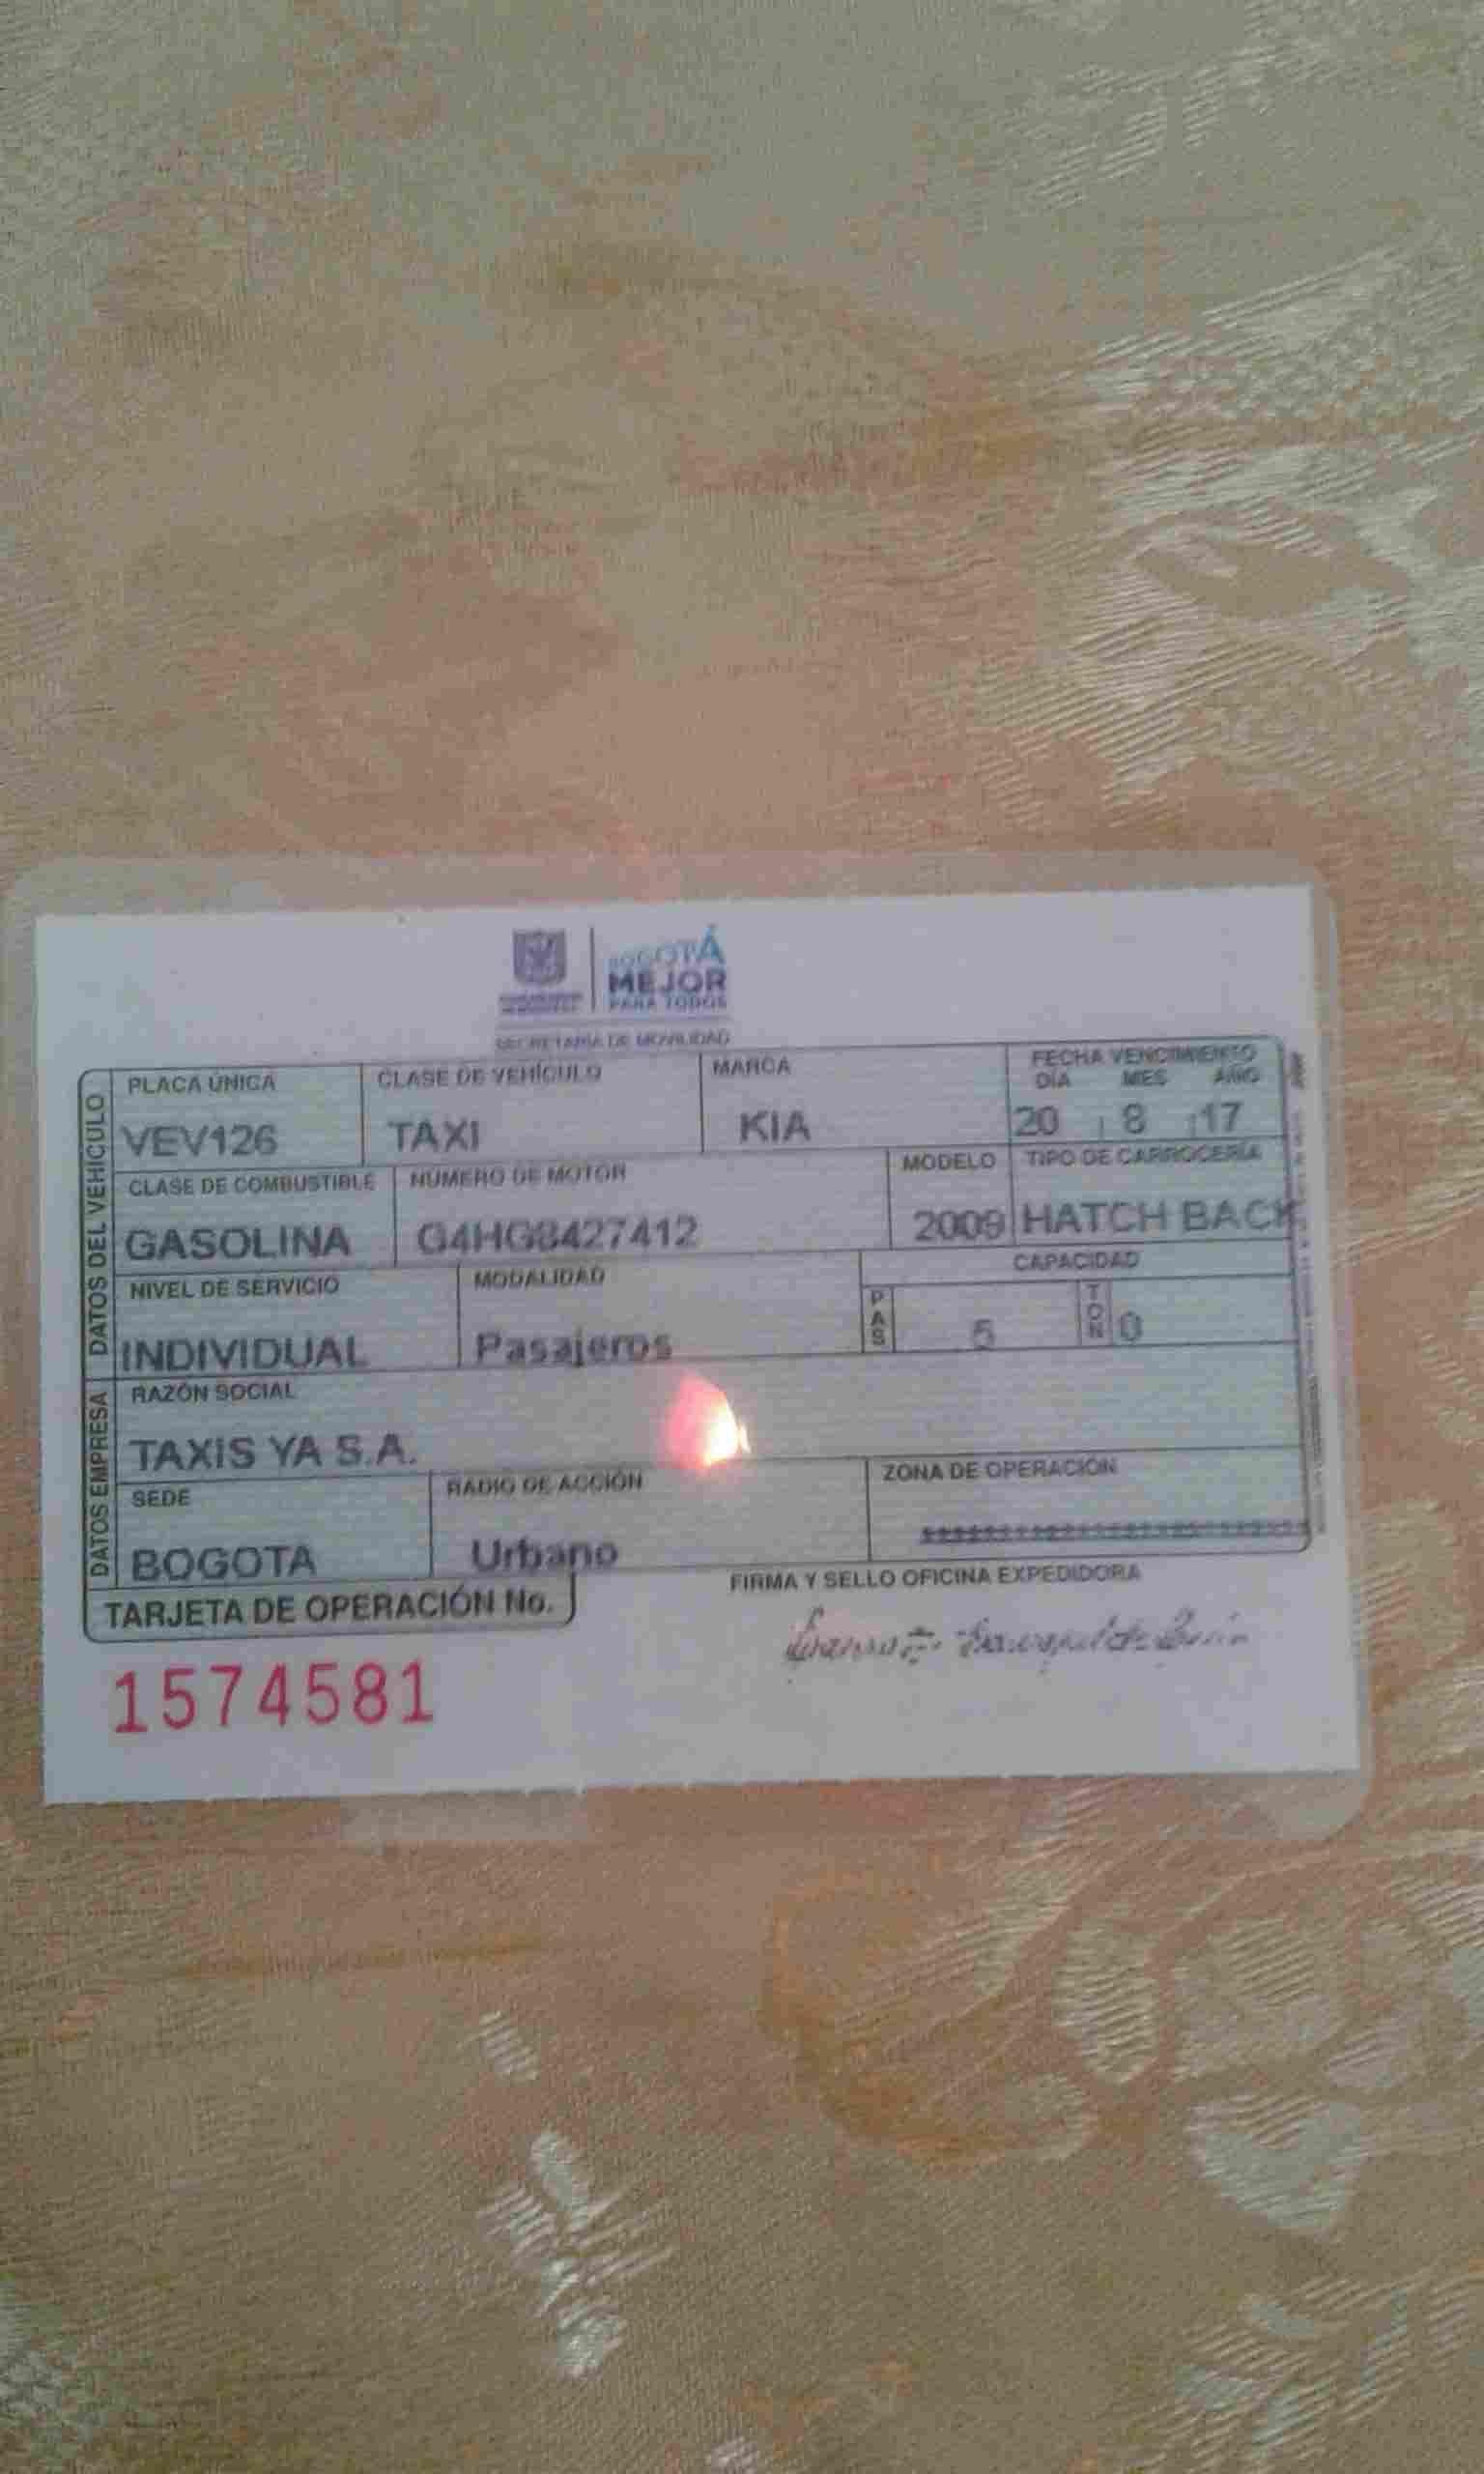 BOGOTÁ
MEJOR
PARA TODOS
SECRETARÍA DE MOVILIDAD
DATOS DEL VEHICULO
PLACA ÚNICA CLASE DE VEHÍCULO MARCA FECHA VENCIMIENTO
DÍA MES AÑO
VEV126 TAXI KIA 20 8 17
CLASE DE COMBUSTIBLE NÚMERO DE MOTOR MODELO TIPO DE CARROCERÍA
GASOLINA G4HG8427412 2009 HATCH BACK
NIVEL DE SERVICIO MODALIDAD CAPACIDAD
INDIVIDUAL Pasajeros PAS 5 TON 0
DATOS EMPRESA
RAZÓN SOCIAL
TAXIS YA S.A.
SEDE RADIO DE ACCIÓN ZONA DE OPERACIÓN
BOGOTA Urbano
TARJETA DE OPERACIÓN No. FIRMA Y SELLO OFICINA EXPEDIDORA
1574581